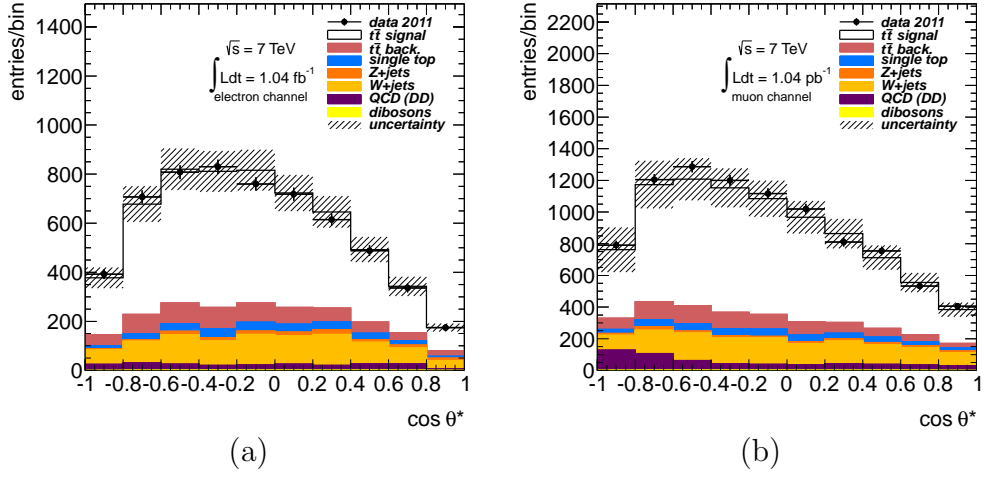 entries/bin
1400
1200
1000
800
600
400
200
0
-1 -0.8 -0.6 -0.4 -0.2 0 0.2 0.4 0.6 0.8 1
cos θ*
√s = 7 TeV
∫ Ldt = 1.04 fb⁻¹
electron channel
data 2011
tt̄ signal
tt̄ back.
single top
Z+jets
W+jets
QCD (DD)
dibosons
uncertainty
(a)
entries/bin
2200
2000
1800
1600
1400
1200
1000
800
600
400
200
0
-1 -0.8 -0.6 -0.4 -0.2 0 0.2 0.4 0.6 0.8 1
cos θ*
√s = 7 TeV
∫ Ldt = 1.04 pb⁻¹
muon channel
data 2011
tt̄ signal
tt̄ back.
single top
Z+jets
W+jets
QCD (DD)
dibosons
uncertainty
(b)